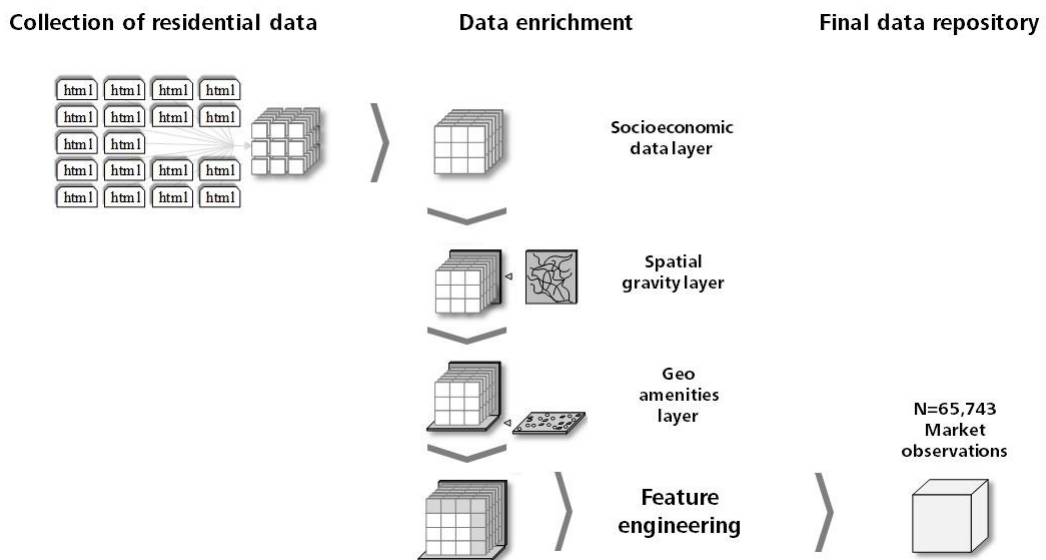 Collection of residential data
Data enrichment
Final data repository
html html html html
html html html html
html html
html html html html
html html html html
Socioeconomic
data layer
Spatial
gravity layer
Geo
amenities
layer
N=65,743
Market
observations
Feature
engineering